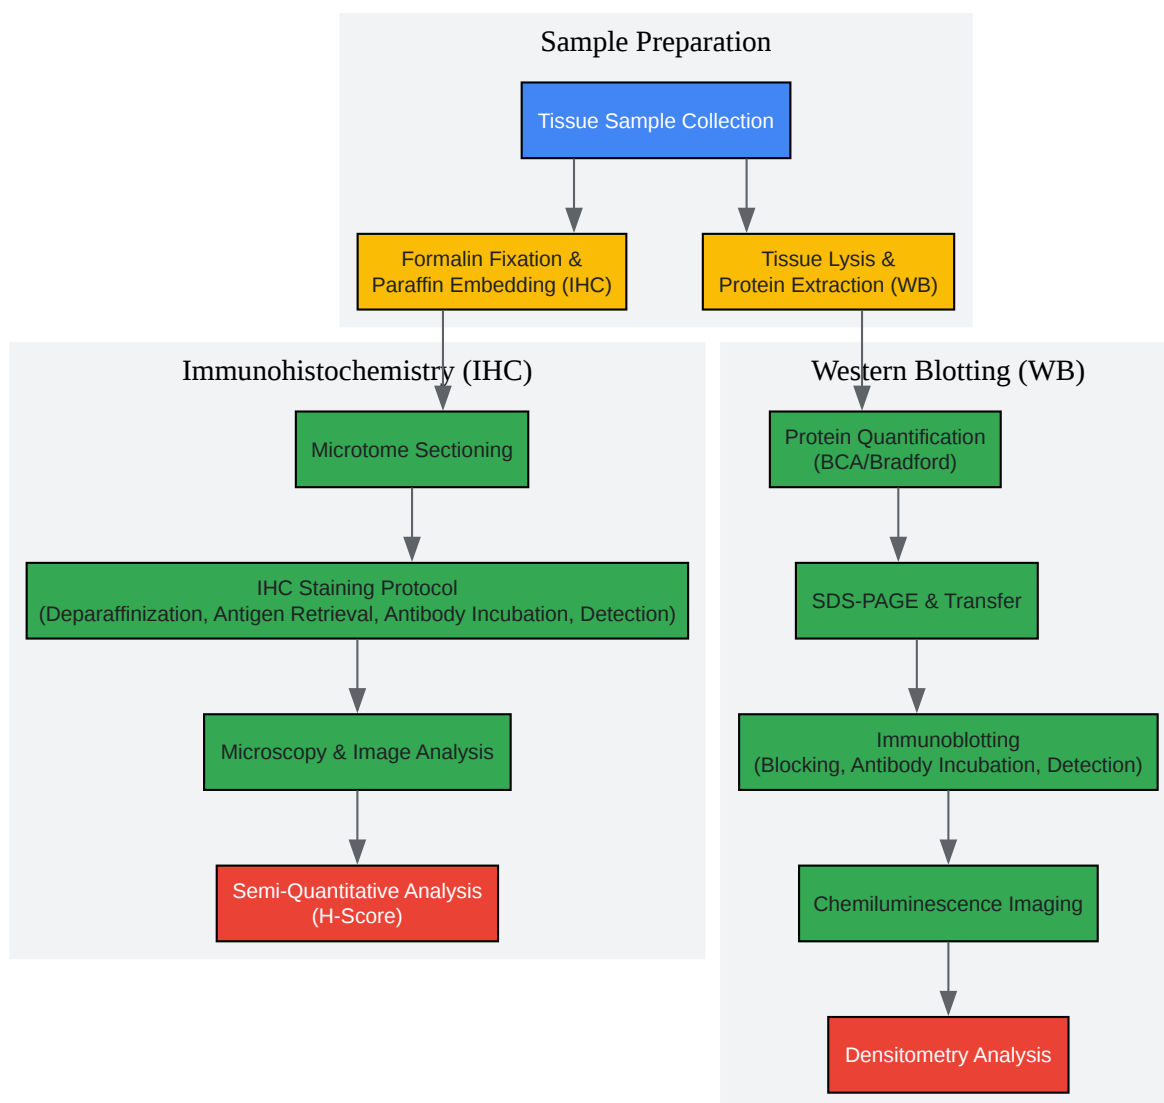 Sample Preparation
Tissue Sample Collection
Formalin Fixation &
Paraffin Embedding (IHC)
Tissue Lysis &
Protein Extraction (WB)
Immunohistochemistry (IHC)
Microtome Sectioning
IHC Staining Protocol
(Deparaffinization, Antigen Retrieval, Antibody Incubation, Detection)
Microscopy & Image Analysis
Semi-Quantitative Analysis
(H-Score)
Western Blotting (WB)
Protein Quantification
(BCA/Bradford)
SDS-PAGE & Transfer
Immunoblotting
(Blocking, Antibody Incubation, Detection)
Chemiluminescence Imaging
Densitometry Analysis